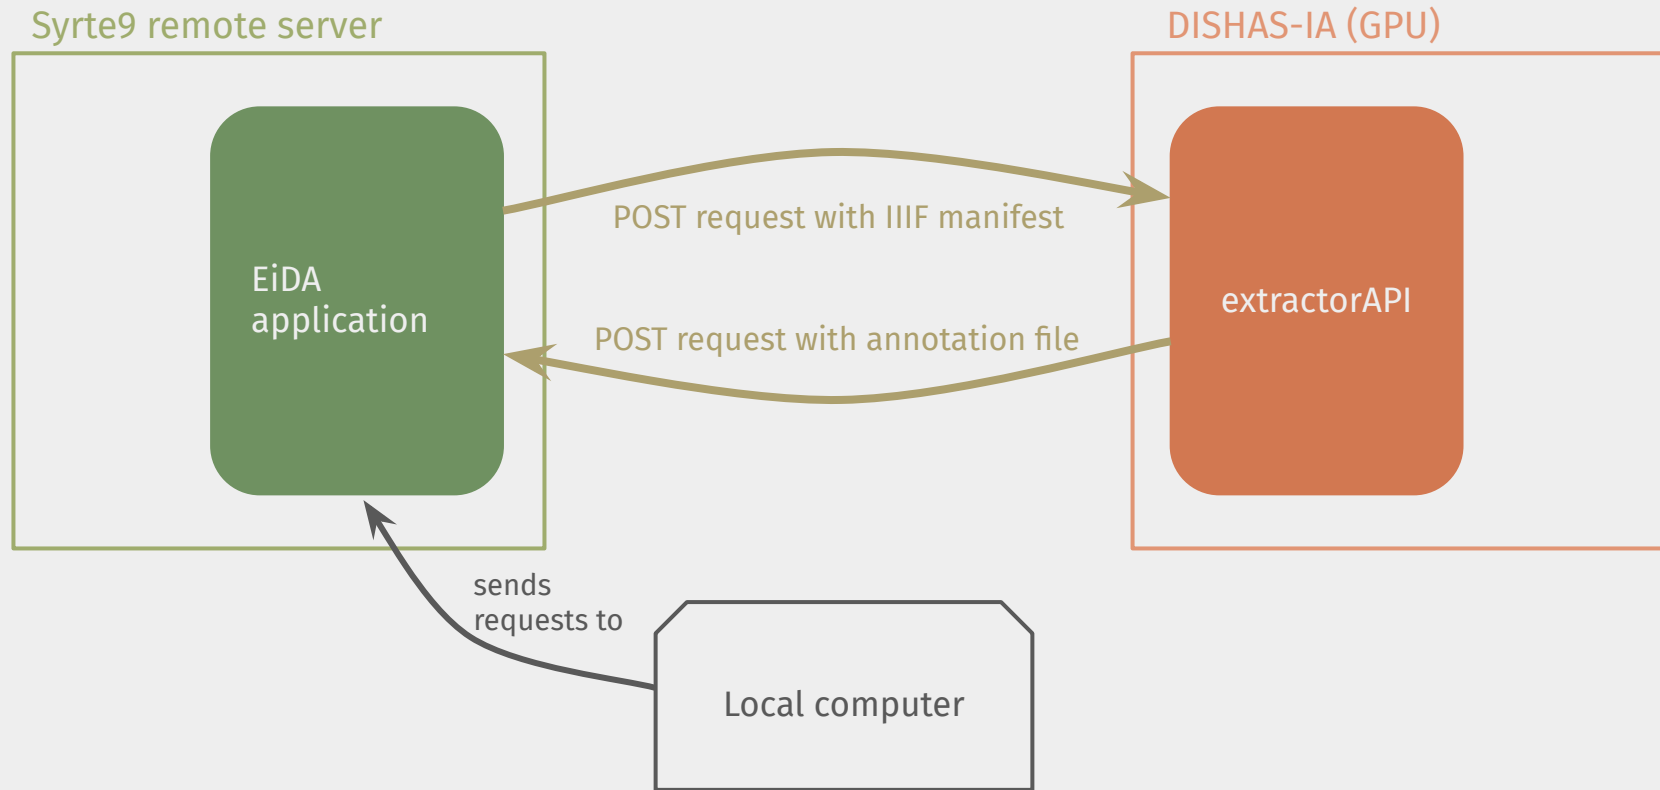 Syrte9 remote server
DISHAS-IA (GPU)
POST request with IIIF manifest
EiDA
application
extractorAPI
POST request with annotation file
sends
requests to
Local computer